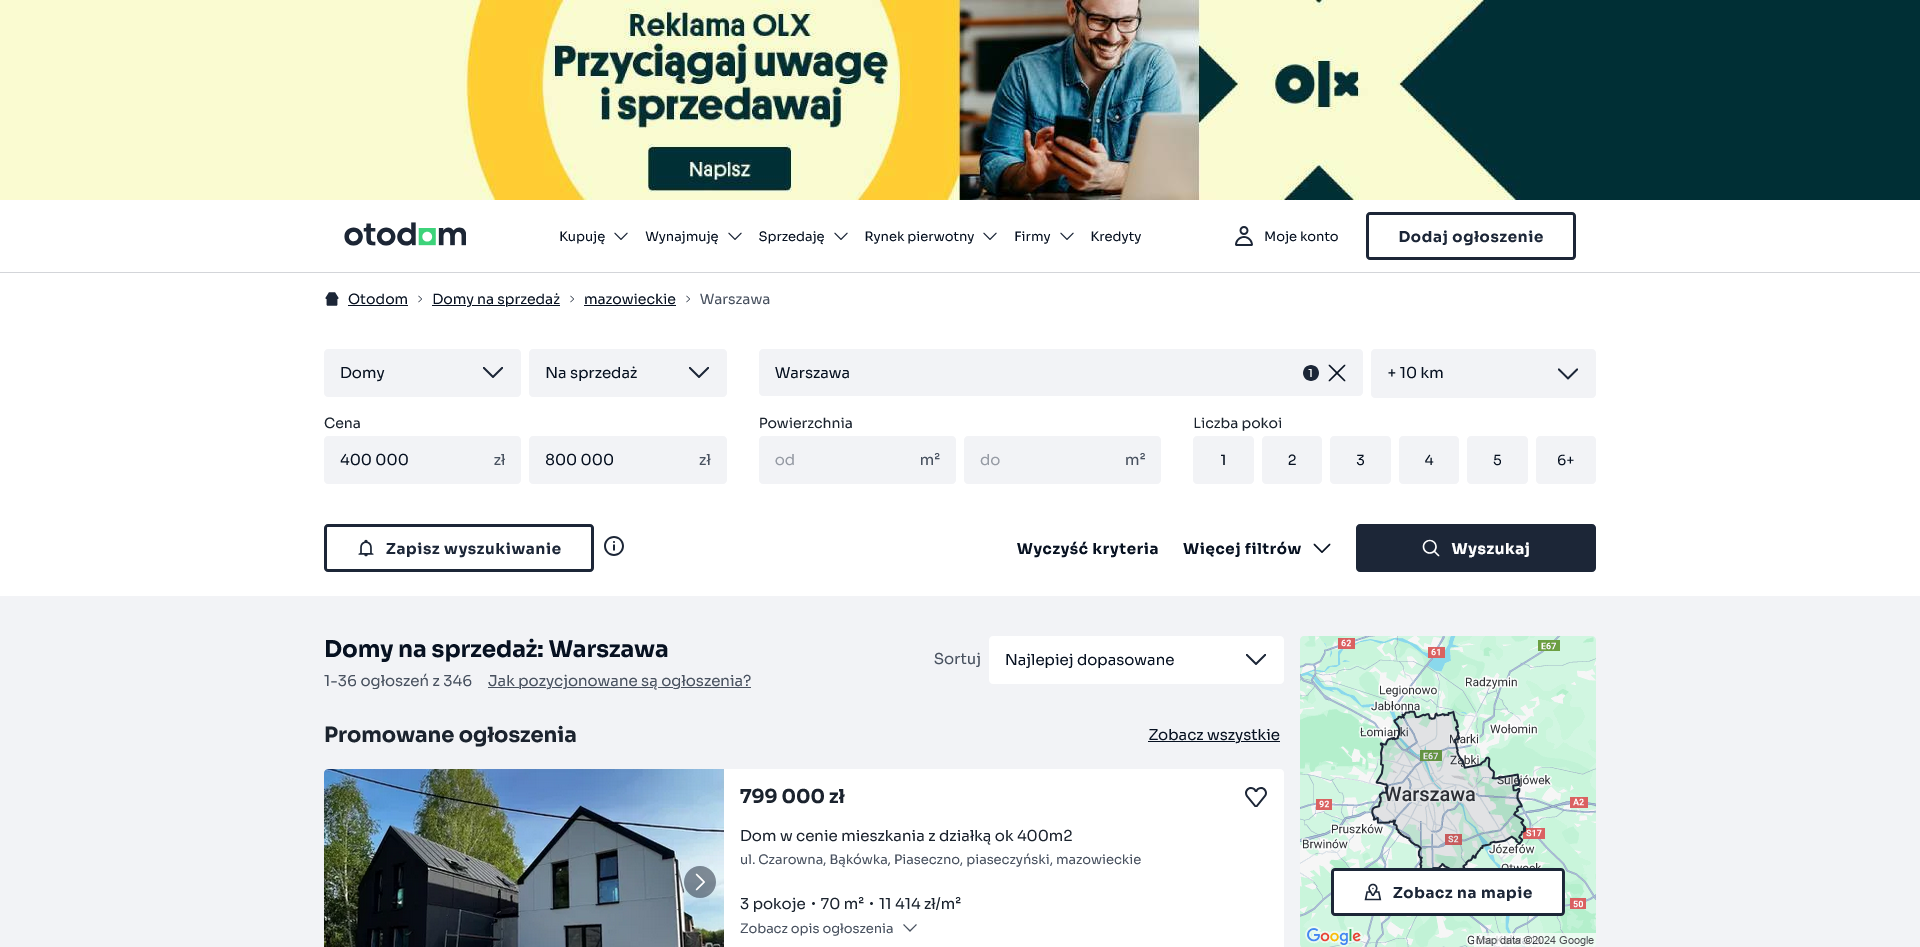 Reklama OLX
Przyciągaj uwagę
i sprzedawaj
Napisz
olx
otodom
Kupuję
Wynajmuję
Sprzedaję
Rynek pierwotny
Firmy
Kredyty
Moje konto
Dodaj ogłoszenie
Otodom
Domy na sprzedaż
mazowieckie
Warszawa
Domy
Na sprzedaż
Warszawa
1
+ 10 km
Cena
Powierzchnia
Liczba pokoi
400 000 zł
800 000 zł
od m²
do m²
1
2
3
4
5
6+
Zapisz wyszukiwanie
Wyczyść kryteria
Więcej filtrów
Wyszukaj
Domy na sprzedaż: Warszawa
1-36 ogłoszeń z 346
Jak pozycjonowane są ogłoszenia?
Sortuj
Najlepiej dopasowane
Promowane ogłoszenia
Zobacz wszystkie
799 000 zł
Dom w cenie mieszkania z działką ok 400m2
ul. Czarowna, Bąkówka, Piaseczno, piaseczyński, mazowieckie
3 pokoje • 70 m² • 11 414 zł/m²
Zobacz opis ogłoszenia
62
61
E67
Radzymin
Legionowo
Jabłonna
Łomianki
Marki
Wołomin
E67
Ząbki
Sulejówek
Warszawa
92
A2
Pruszków
S17
Brwinów
S2
Józefów
Otwock
Zobacz na mapie
50
Google
Map data ©2024 Google